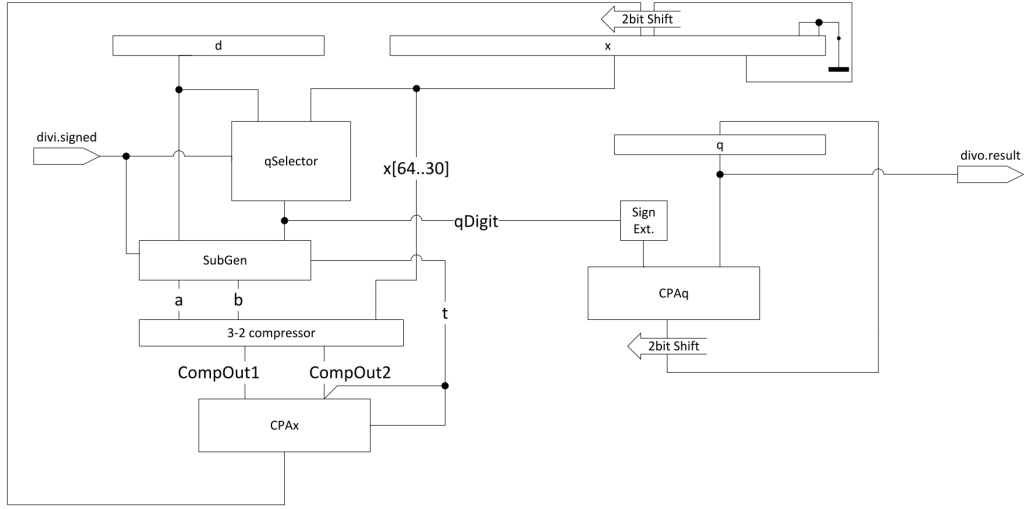 2bit Shift
d
x
divi.signed
qSelector
x[64..30]
q
divo.result
qDigit
Sign
Ext.
SubGen
CPAq
a
b
t
3-2 compressor
2bit Shift
CompOut1
CompOut2
CPAx